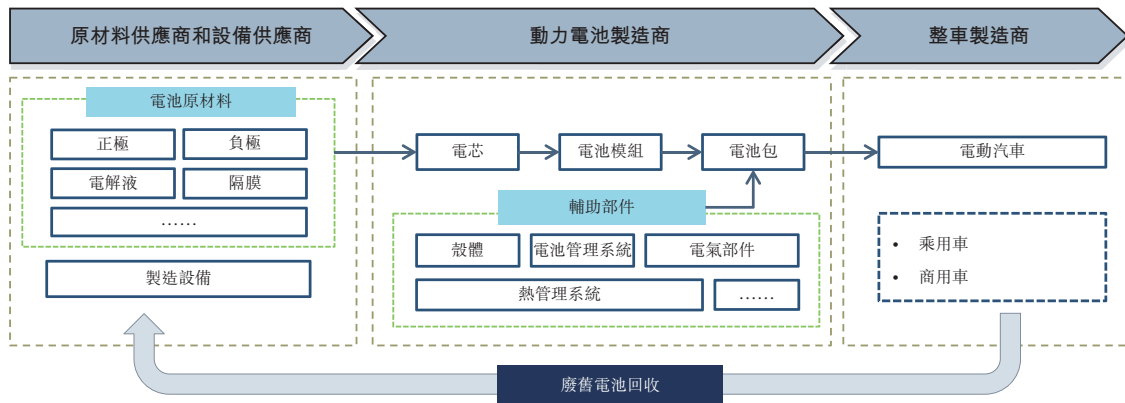 原材料供應商和設備供應商
動力電池製造商
整車製造商
電池原材料
正極
負極
電解液
隔膜
……
製造設備
電芯
電池模組
電池包
輔助部件
殼體
電池管理系統
電氣部件
熱管理系統
……
電動汽車
• 乘用車
• 商用車
廢舊電池回收